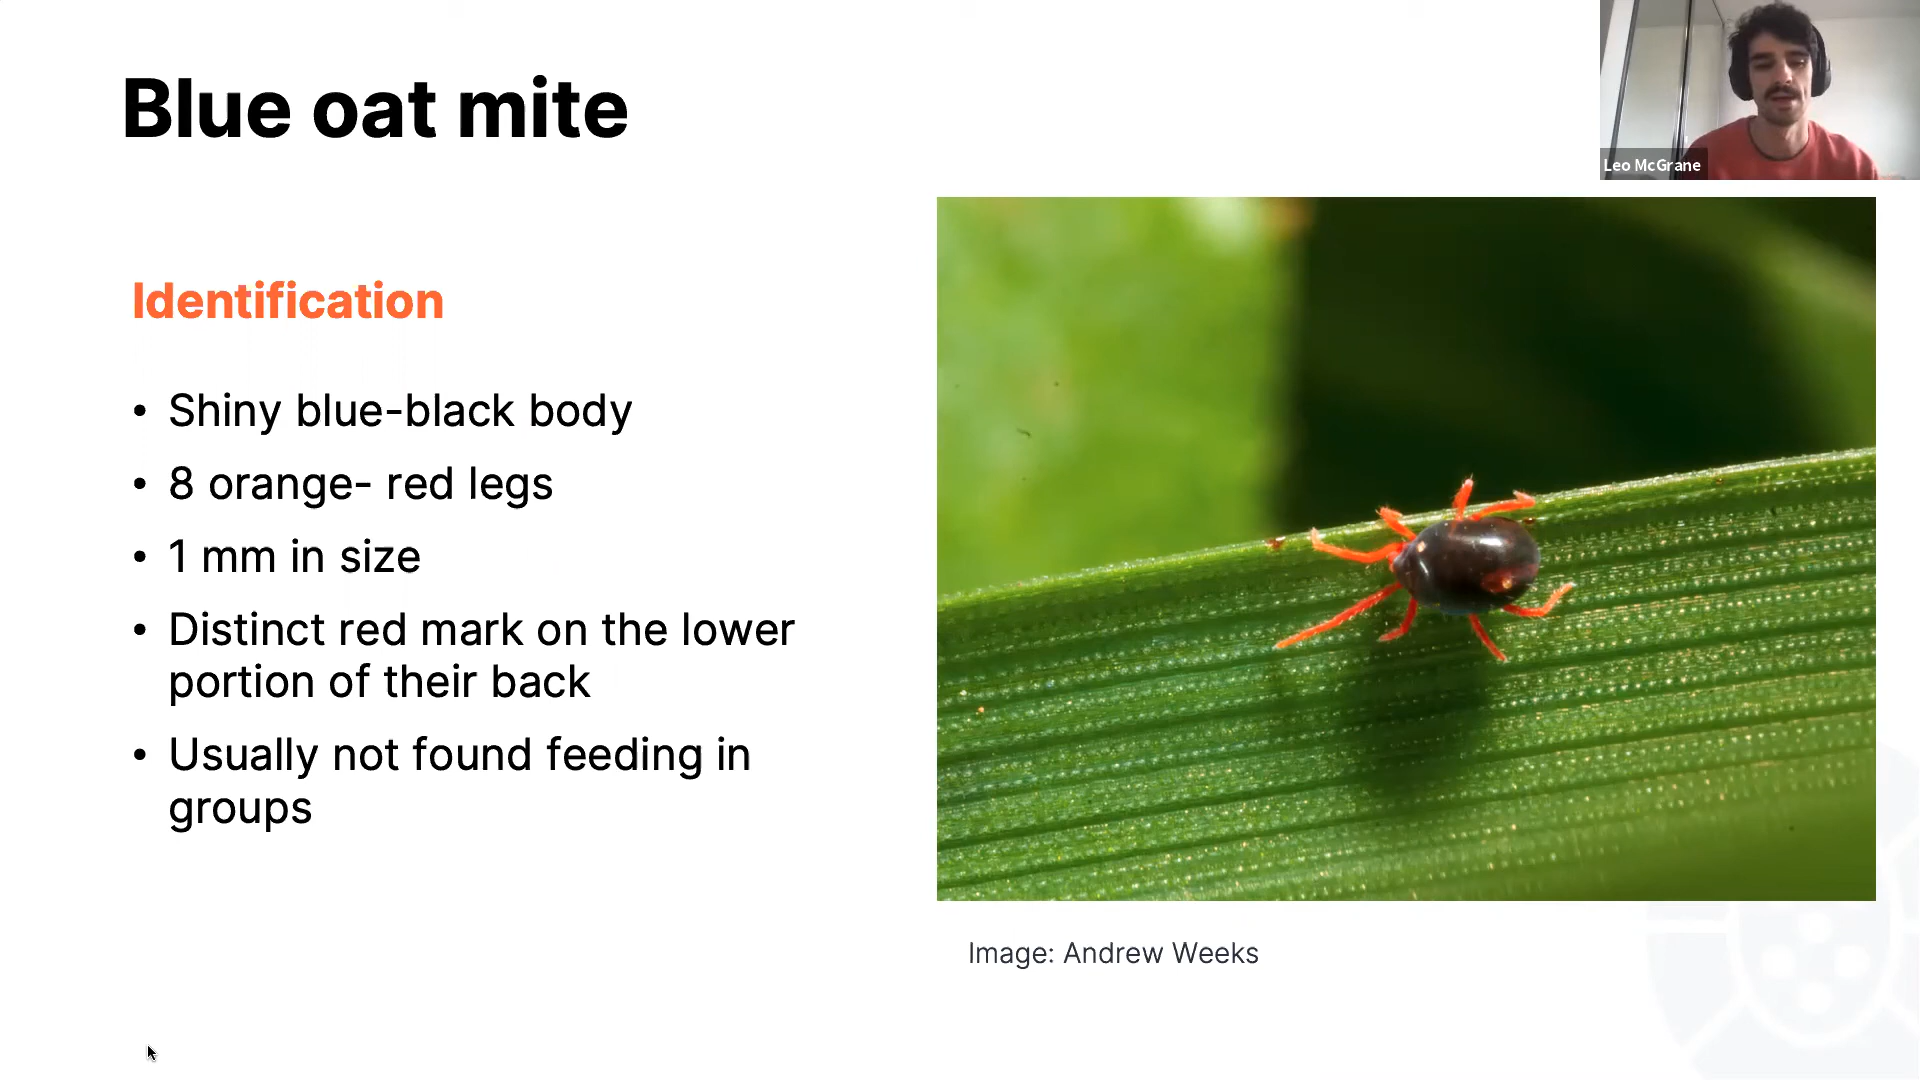 Blue oat mite
Leo McGrane
Identification
• Shiny blue-black body
• 8 orange- red legs
• 1 mm in size
• Distinct red mark on the lower
portion of their back
• Usually not found feeding in
groups
Image: Andrew Weeks